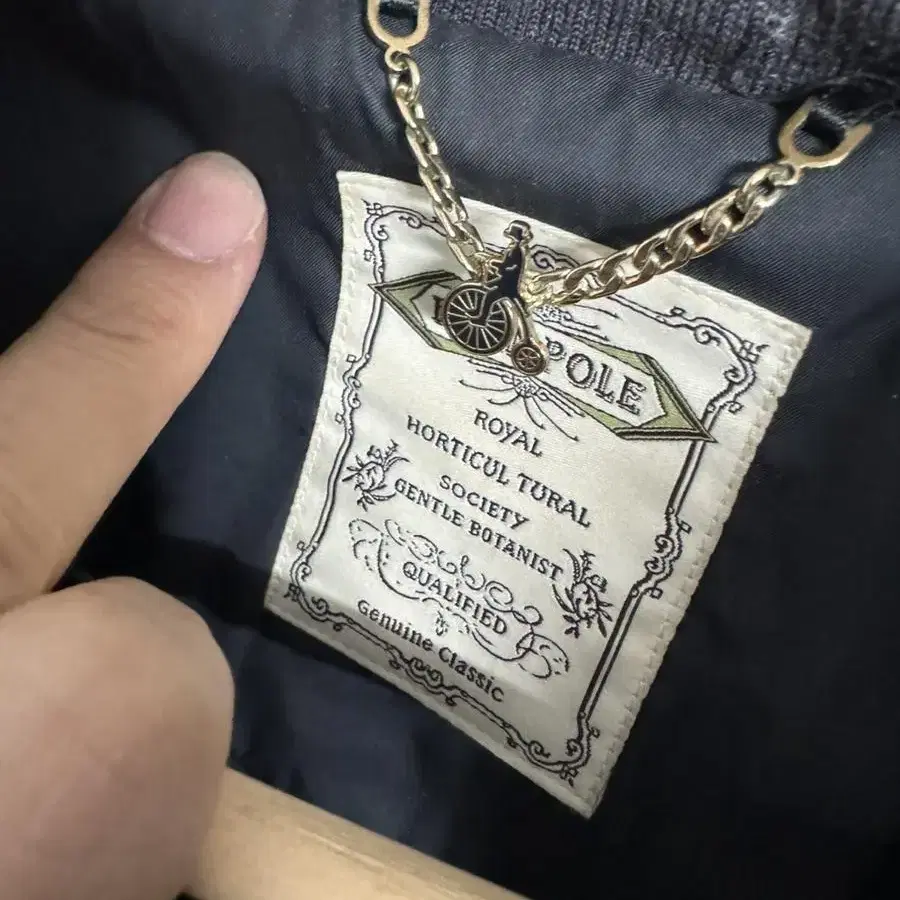 POLE
ROYAL
HORTICUL TURAL
SOCIETY
GENTLE BOTANIST
QUALIFIED
Genuine Classic